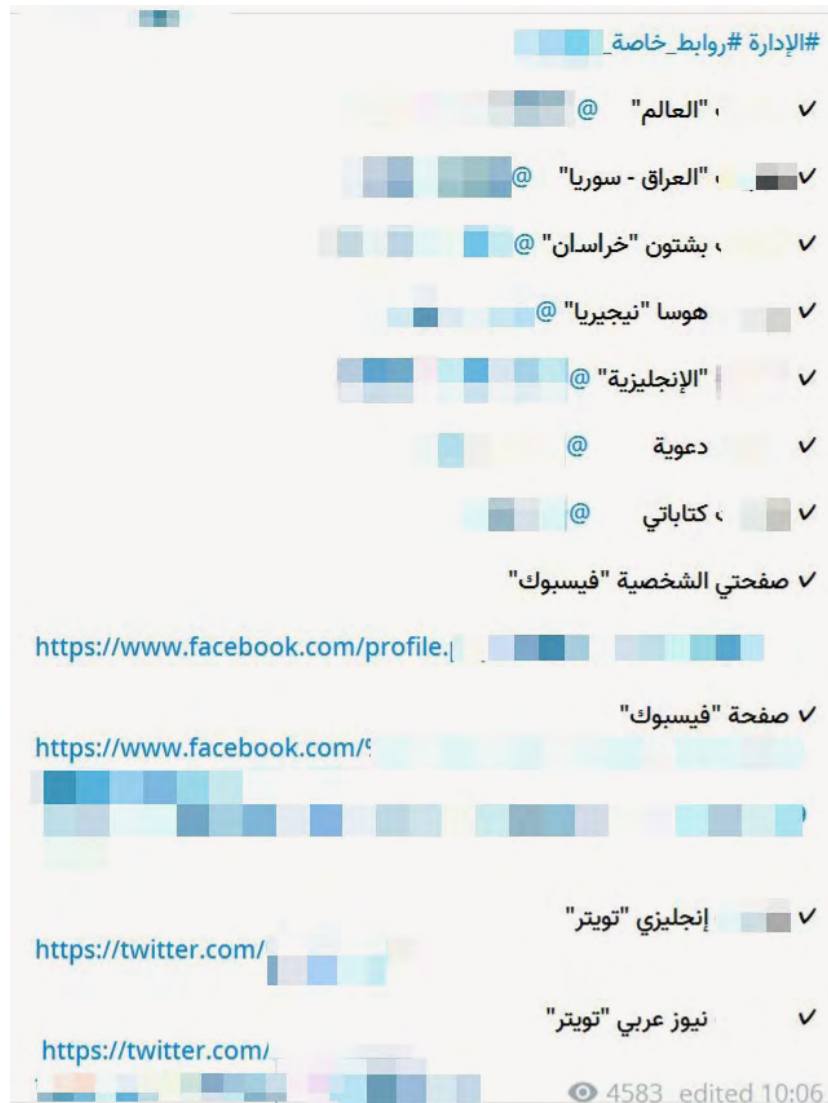 #الإدارة #روابط_خاصة_
✓ "العالم" @
✓ "العراق - سوريا" @
✓ بشتون "خراسان" @
✓ هوسا "نيجيريا" @
✓ "الإنجليزية" @
✓ دعوية @
✓ كتاباتي @
✓ صفحتي الشخصية "فيسبوك"
https://www.facebook.com/profile.
✓ صفحة "فيسبوك"
https://www.facebook.com/
✓ إنجليزي "تويتر"
https://twitter.com/
✓ نيوز عربي "تويتر"
https://twitter.com/
4583 edited 10:06